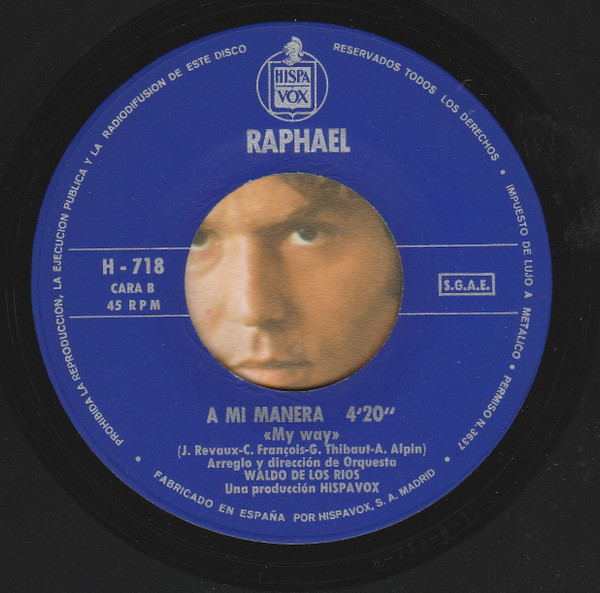 HISPA
VOX
RAPHAEL
H - 718
CARA B
45 RPM
S.G.A.E.
A MI MANERA 4'20"
«My way»
(J. Revaux-C. François-G. Thibaut-A. Alpin)
Arreglo y dirección de Orquesta
WALDO DE LOS RIOS
Una producción HISPAVOX
PROHIBIDA LA REPRODUCCION, LA EJECUCION PUBLICA Y LA RADIODIFUSION DE ESTE DISCO
RESERVADOS TODOS LOS DERECHOS • IMPUESTO DE LUJO A METALICO • PERMISO N. 3637
• FABRICADO EN ESPAÑA POR HISPAVOX, S. A. MADRID •